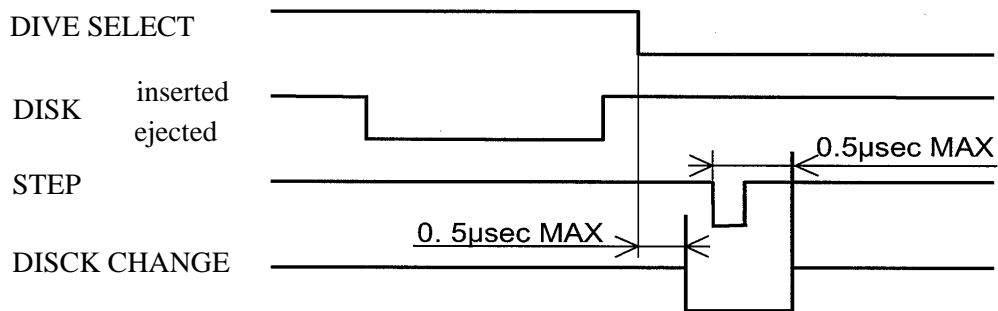 DIVE SELECT
DISK
inserted
ejected
0.5µsec MAX
STEP
0. 5µsec MAX
DISCK CHANGE